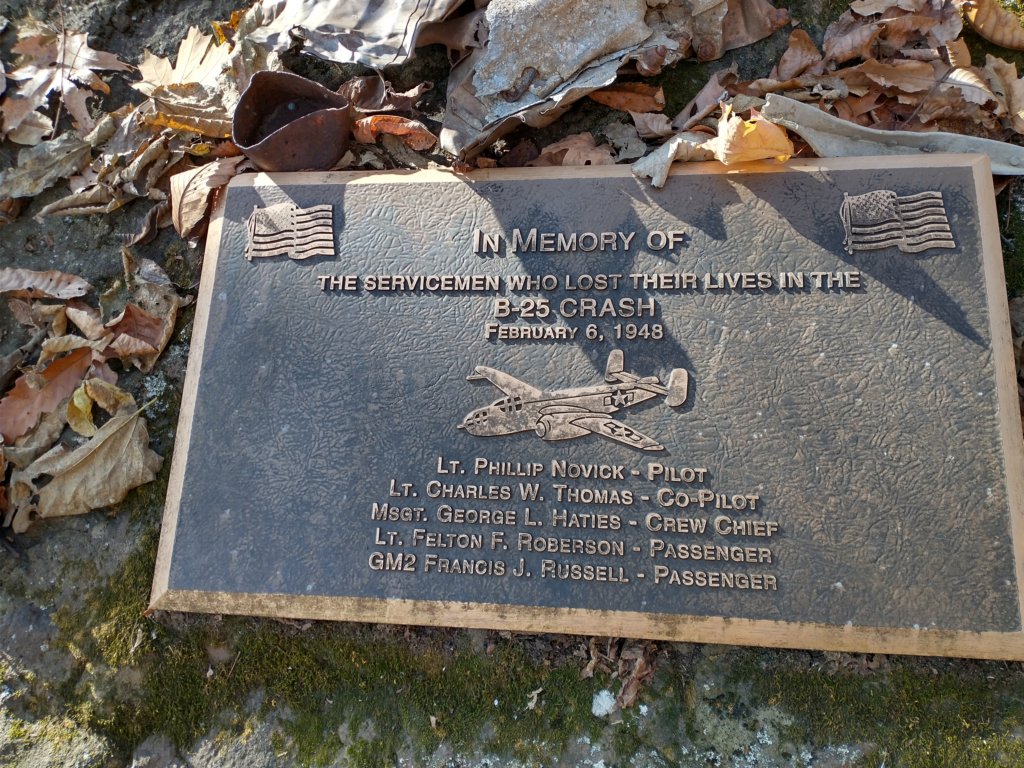 In Memory of
the servicemen who lost their lives in the
B-25 CRASH
February 6, 1948
Lt. Phillip Novick - Pilot
Lt. Charles W. Thomas - Co-Pilot
Msgt. George L. Haties - Crew Chief
Lt. Felton F. Roberson - Passenger
GM2 Francis J. Russell - Passenger